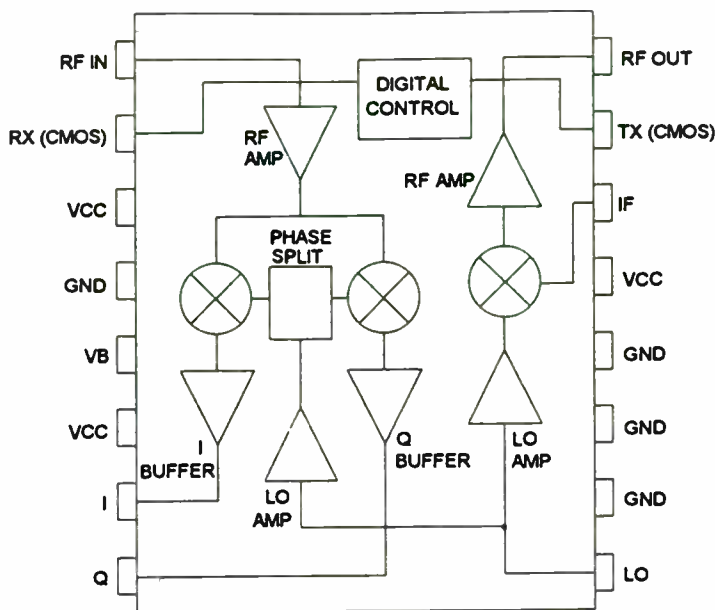 RF IN
RX (CMOS)
VCC
GND
VB
VCC
I
Q
DIGITAL
CONTROL
RF
AMP
PHASE
SPLIT
I
BUFFER
LO
AMP
Q
BUFFER
RF AMP
LO
AMP
RF OUT
TX (CMOS)
IF
VCC
GND
GND
GND
LO